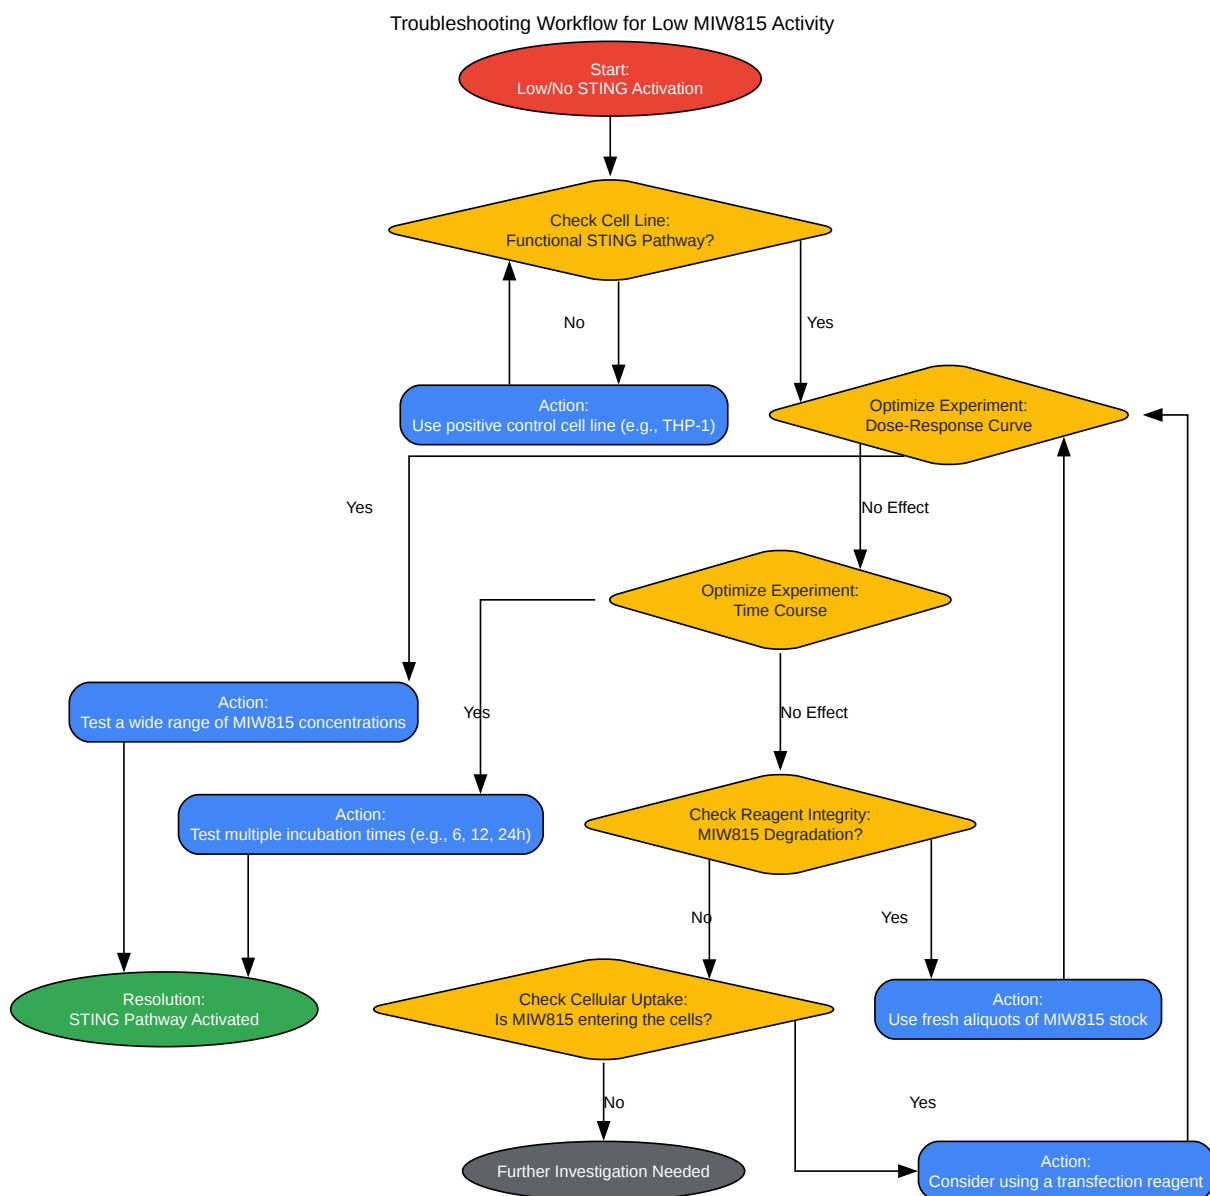 Troubleshooting Workflow for Low MIW815 Activity
Start:
Low/No STING Activation
Check Cell Line:
Functional STING Pathway?
No
Yes
Action:
Use positive control cell line (e.g., THP-1)
Optimize Experiment:
Dose-Response Curve
Yes
No Effect
Optimize Experiment:
Time Course
Action:
Test a wide range of MIW815 concentrations
Yes
No Effect
Action:
Test multiple incubation times (e.g., 6, 12, 24h)
Check Reagent Integrity:
MIW815 Degradation?
No
Yes
Resolution:
STING Pathway Activated
Check Cellular Uptake:
Is MIW815 entering the cells?
Action:
Use fresh aliquots of MIW815 stock
No
Yes
Further Investigation Needed
Action:
Consider using a transfection reagent